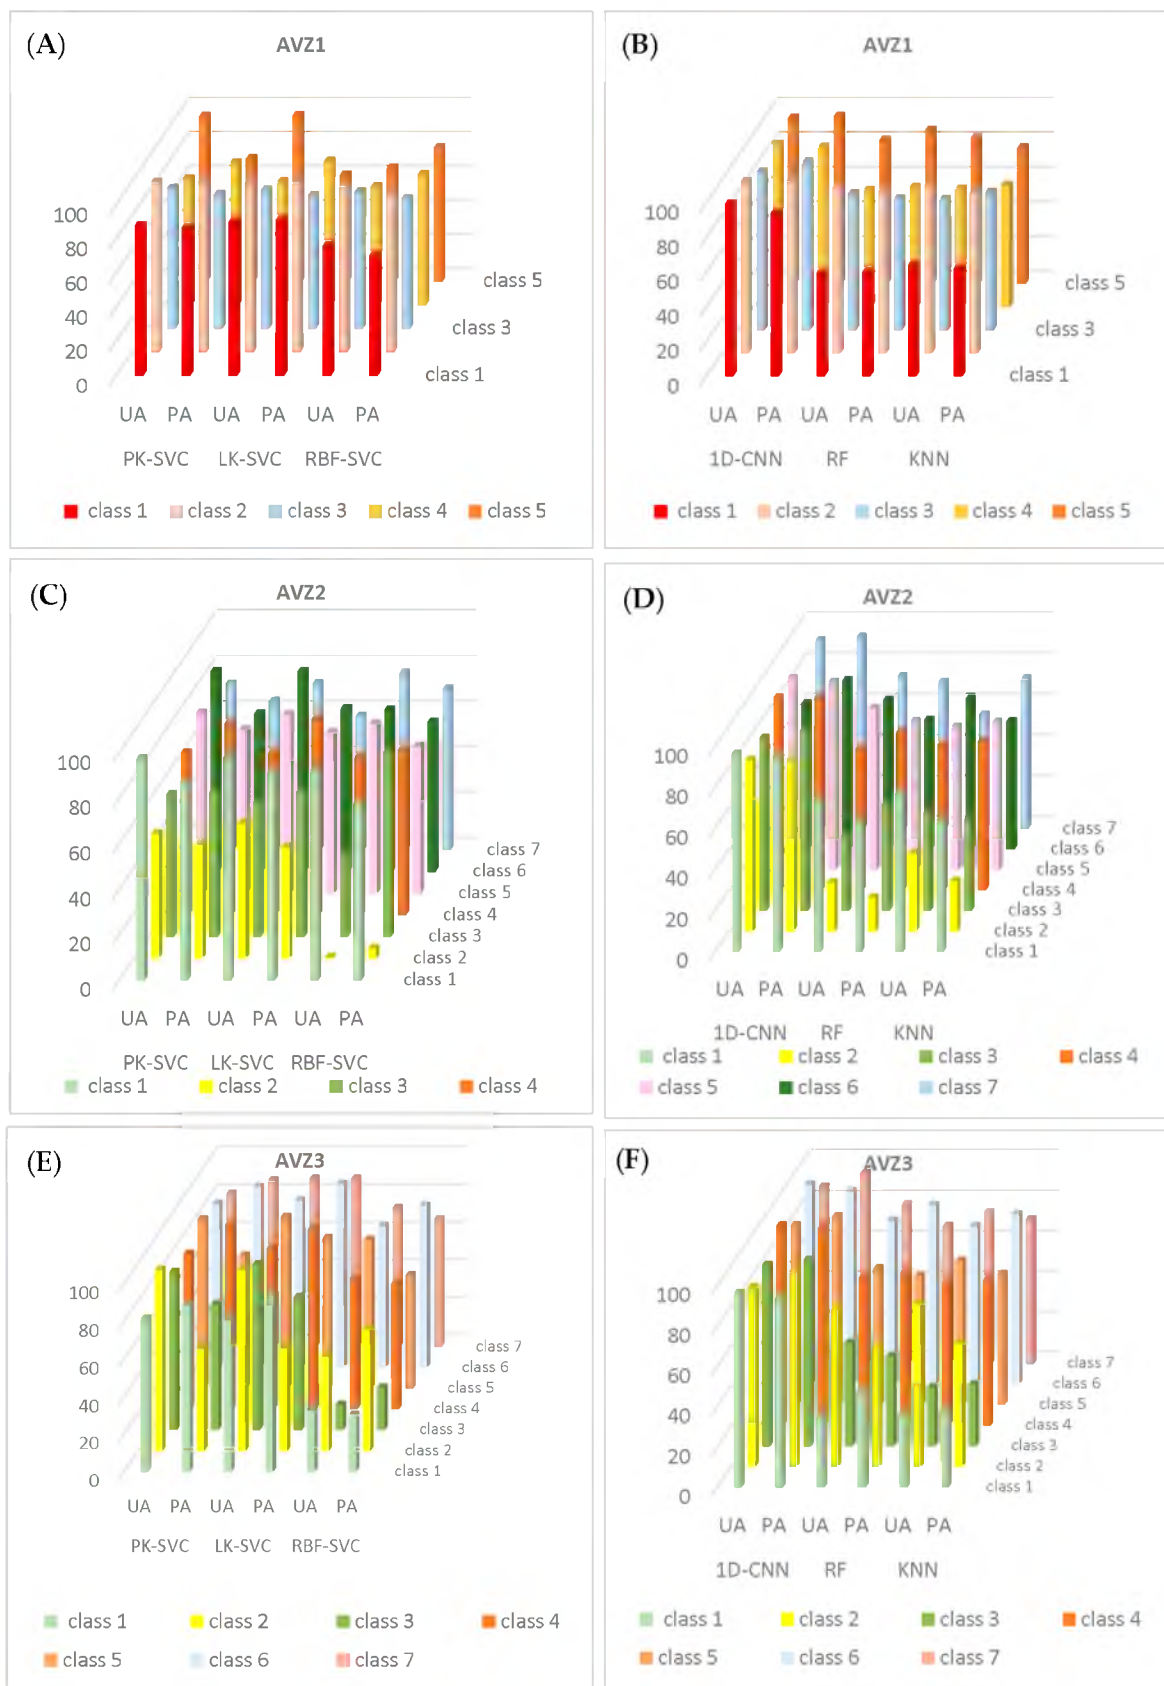 (A)
AVZ1
100
80
60
40
20
0
class 5
class 3
class 1
UA PA UA PA UA PA
PK-SVC LK-SVC RBF-SVC
class 1 class 2 class 3 class 4 class 5
(B)
AVZ1
100
80
60
40
20
0
class 5
class 3
class 1
UA PA UA PA UA PA
1D-CNN RF KNN
class 1 class 2 class 3 class 4 class 5
(C)
AVZ2
100
80
60
40
20
0
class 7
class 6
class 5
class 4
class 3
class 2
class 1
UA PA UA PA UA PA
PK-SVC LK-SVC RBF-SVC
class 1 class 2 class 3 class 4
(D)
AVZ2
100
80
60
40
20
0
class 7
class 6
class 5
class 4
class 3
class 2
class 1
UA PA UA PA UA PA
1D-CNN RF KNN
class 1 class 2 class 3 class 4
class 5 class 6 class 7
(E)
AVZ3
100
80
60
40
20
0
class 7
class 6
class 5
class 4
class 3
class 2
class 1
UA PA UA PA UA PA
PK-SVC LK-SVC RBF-SVC
class 1 class 2 class 3 class 4
class 5 class 6 class 7
(F)
AVZ3
100
80
60
40
20
0
class 7
class 6
class 5
class 4
class 3
class 2
class 1
UA PA UA PA UA PA
1D-CNN RF KNN
class 1 class 2 class 3 class 4
class 5 class 6 class 7